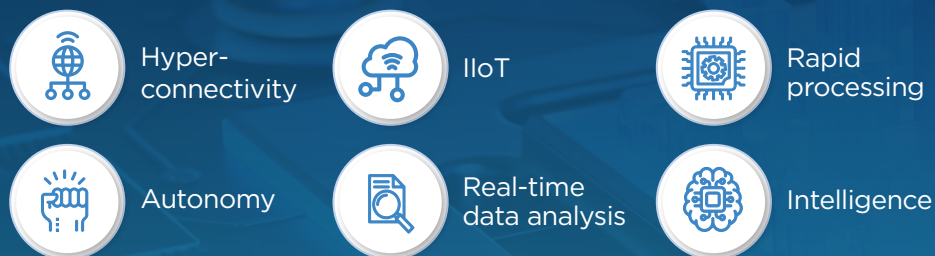 Hyper-
connectivity
IIoT
Rapid
processing
Autonomy
Real-time
data analysis
Intelligence